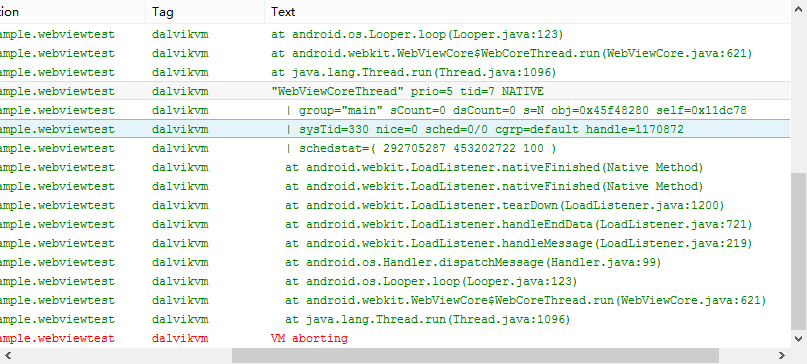 tion Tag Text
ample.webviewtest dalvikvm at android.os.Looper.loop(Looper.java:123)
ample.webviewtest dalvikvm at android.webkit.WebViewCore$WebCoreThread.run(WebViewCore.java:621)
ample.webviewtest dalvikvm at java.lang.Thread.run(Thread.java:1096)
ample.webviewtest dalvikvm "WebViewCoreThread" prio=5 tid=7 NATIVE
ample.webviewtest dalvikvm | group="main" sCount=0 dsCount=0 s=N obj=0x45f48280 self=0x11dc78
ample.webviewtest dalvikvm | sysTid=330 nice=0 sched=0/0 cgrp=default handle=1170872
ample.webviewtest dalvikvm | schedstat=( 292705287 453202722 100 )
ample.webviewtest dalvikvm at android.webkit.LoadListener.nativeFinished(Native Method)
ample.webviewtest dalvikvm at android.webkit.LoadListener.nativeFinished(Native Method)
ample.webviewtest dalvikvm at android.webkit.LoadListener.tearDown(LoadListener.java:1200)
ample.webviewtest dalvikvm at android.webkit.LoadListener.handleEndData(LoadListener.java:721)
ample.webviewtest dalvikvm at android.webkit.LoadListener.handleMessage(LoadListener.java:219)
ample.webviewtest dalvikvm at android.os.Handler.dispatchMessage(Handler.java:99)
ample.webviewtest dalvikvm at android.os.Looper.loop(Looper.java:123)
ample.webviewtest dalvikvm at android.webkit.WebViewCore$WebCoreThread.run(WebViewCore.java:621)
ample.webviewtest dalvikvm at java.lang.Thread.run(Thread.java:1096)
ample.webviewtest dalvikvm VM aborting